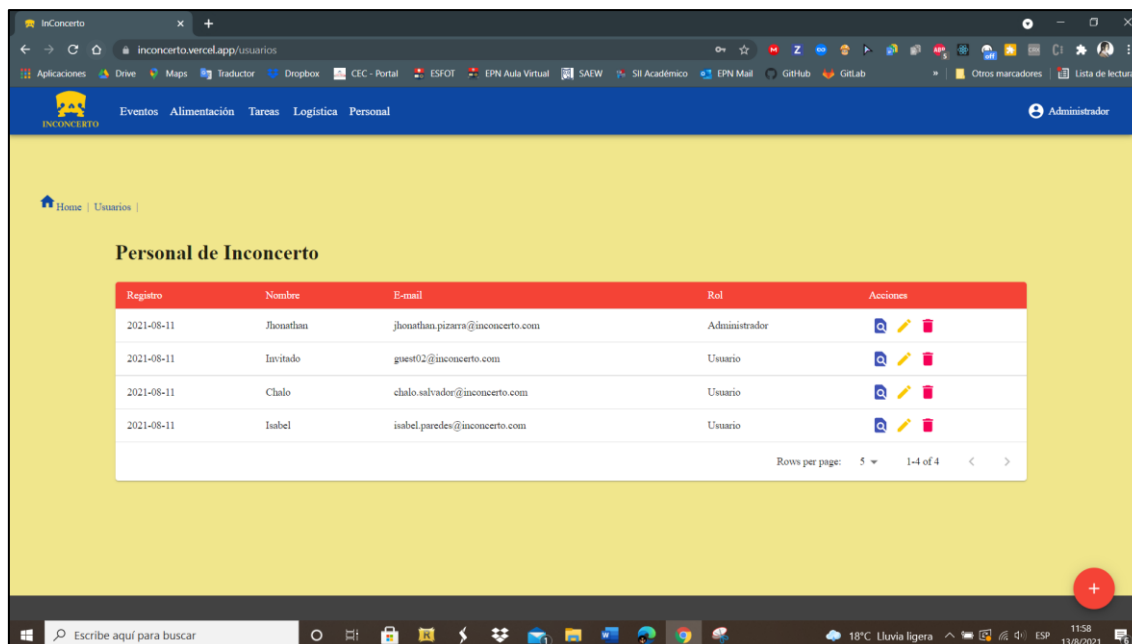 InConcerto
inconcerto.vercel.app/usuarios
Aplicaciones Drive Maps Traductor Dropbox CEC - Portal ESFOT EPN Aula Virtual SAEW SII Académico EPN Mail GitHub GitLab » Otros marcadores Lista de lectura
INCONCERTO
Eventos Alimentación Tareas Logística Personal Administrador
Home | Usuarios |
Personal de Inconcerto
Registro Nombre E-mail Rol Acciones
2021-08-11 Jhonathan jhonathan.pizarra@inconcerto.com Administrador
2021-08-11 Invitado guest02@inconcerto.com Usuario
2021-08-11 Chalo chalo.salvador@inconcerto.com Usuario
2021-08-11 Isabel isabel.paredes@inconcerto.com Usuario
Rows per page: 5 1-4 of 4
+
Escribe aquí para buscar 18°C Lluvia ligera ESP 11:58
13/8/2021